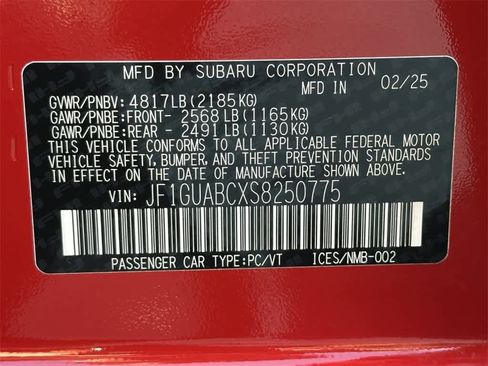 MFD BY SUBARU CORPORATION
MFD IN 02/25
GVWR/PNBV: 4817LB(2185KG)
GAWR/PNBE:FRONT- 2568LB(1165KG)
GAWR/PNBE:REAR - 2491LB(1130KG)
THIS VEHICLE CONFORMS TO ALL APPLICABLE FEDERAL MOTOR
VEHICLE SAFETY, BUMPER, AND THEFT PREVENTION STANDARDS
IN EFFECT ON THE DATE OF MANUFACTURE SHOWN ABOVE.
VIN: JF1GUABCXS8250775
PASSENGER CAR TYPE:PC/VT ICES/NMB-002